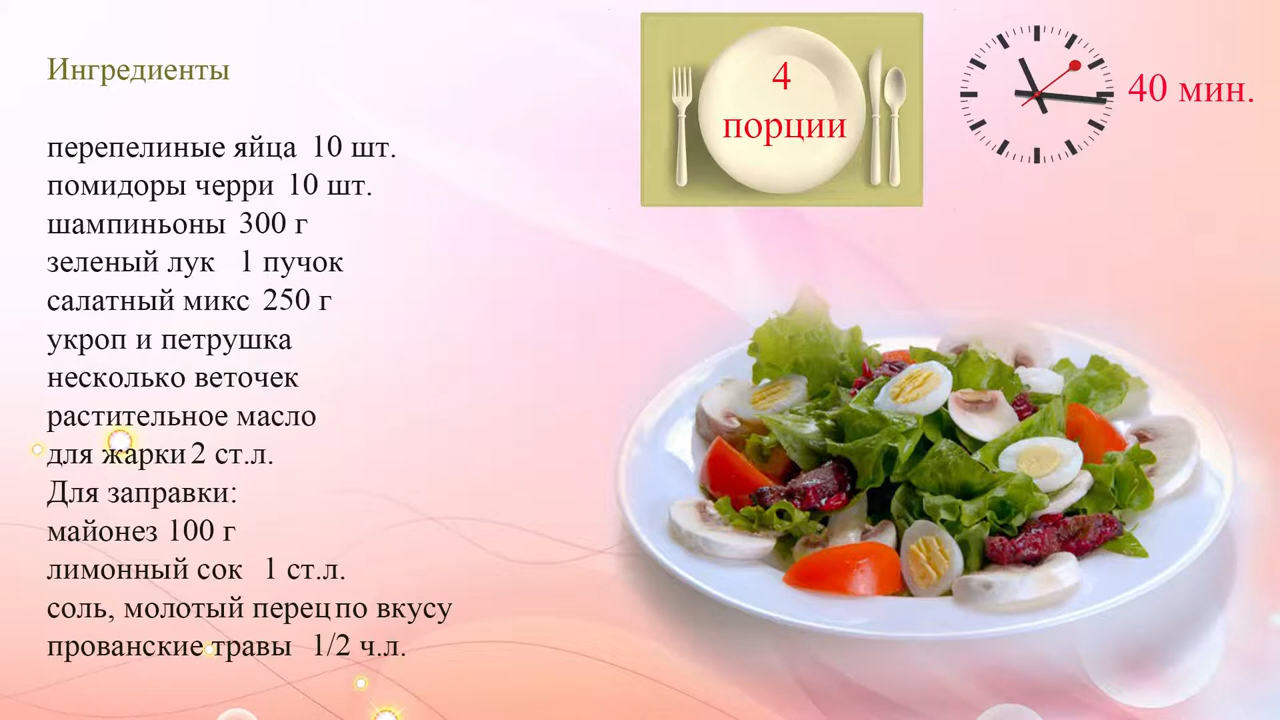 Ингредиенты
перепелиные яйца 10 шт.
помидоры черри 10 шт.
шампиньоны 300 г
зеленый лук 1 пучок
салатный микс 250 г
укроп и петрушка
несколько веточек
растительное масло
для жарки 2 ст.л.
Для заправки:
майонез 100 г
лимонный сок 1 ст.л.
соль, молотый перец по вкусу
прованские травы 1/2 ч.л.
4
порции
40 мин.